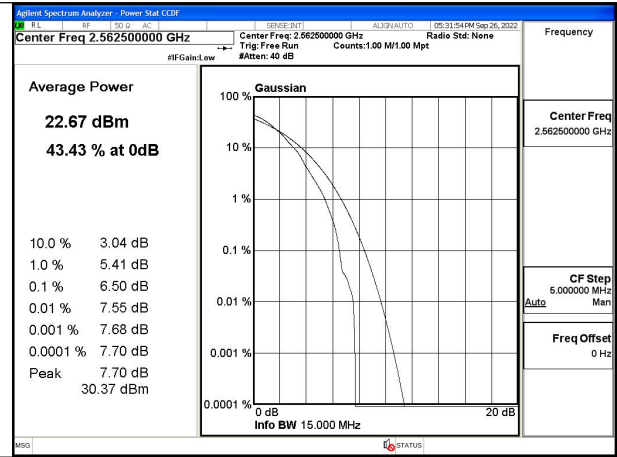 Agilent Spectrum Analyzer - Power Stat CCDF
RL RF 50 Ω AC SENSE:INT ALIGN AUTO 05:31:54 PM Sep 26, 2022
Center Freq 2.562500000 GHz
Center Freq: 2.562500000 GHz Radio Std: None
Trig: Free Run Counts:1.00 M/1.00 Mpt
#IFGain:Low #Atten: 40 dB
Frequency
Average Power
22.67 dBm
43.43 % at 0dB
10.0 % 3.04 dB
1.0 % 5.41 dB
0.1 % 6.50 dB
0.01 % 7.55 dB
0.001 % 7.68 dB
0.0001 % 7.70 dB
Peak 7.70 dB
30.37 dBm
Gaussian
100 %
10 %
1 %
0.1 %
0.01 %
0.001 %
0.0001 %
0 dB 20 dB
Info BW 15.000 MHz
Center Freq
2.562500000 GHz
CF Step
5.000000 MHz
Auto Man
Freq Offset
0 Hz
MSG STATUS